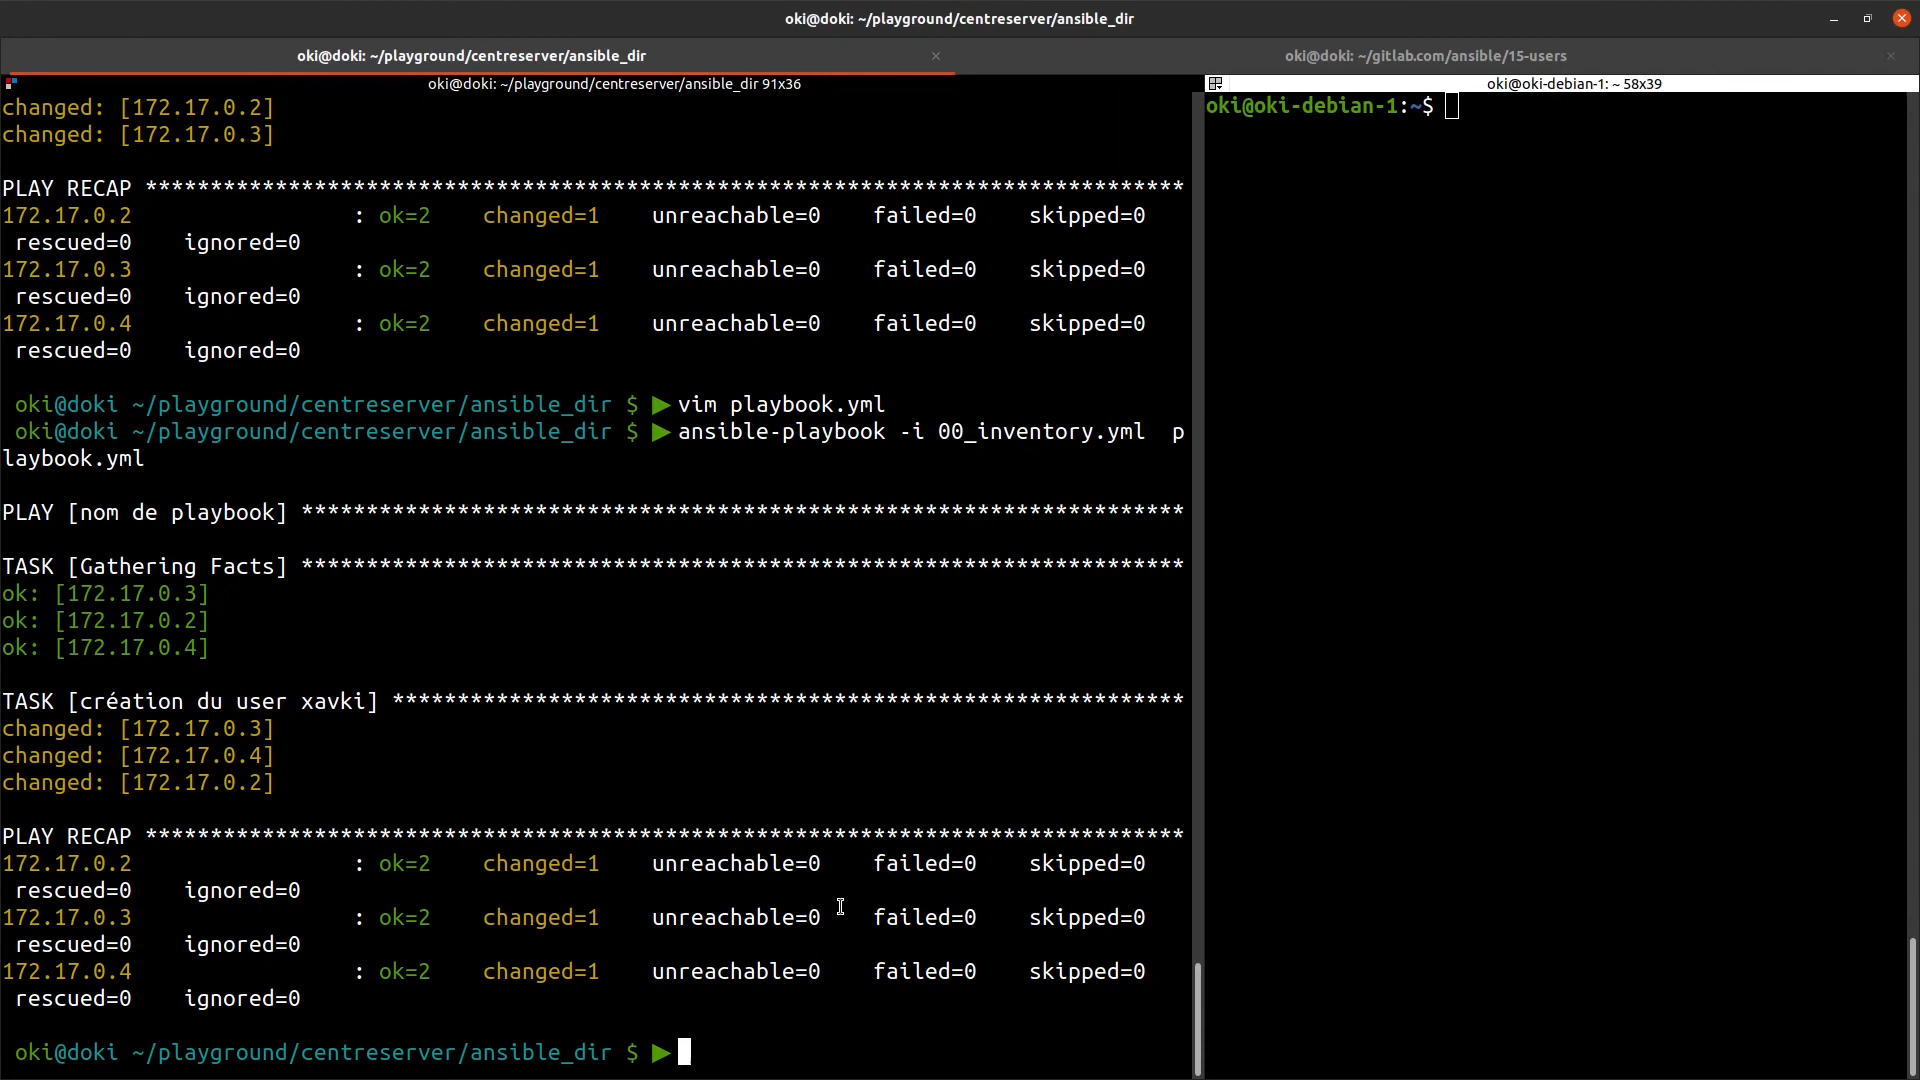 oki@doki: ~/playground/centreserver/ansible_dir
oki@doki: ~/playground/centreserver/ansible_dir
oki@doki: ~/gitlab.com/ansible/15-users
oki@doki: ~/playground/centreserver/ansible_dir 91x36
changed: [172.17.0.2]
changed: [172.17.0.3]
PLAY RECAP ********************************************************************************
172.17.0.2 : ok=2 changed=1 unreachable=0 failed=0 skipped=0
rescued=0 ignored=0
172.17.0.3 : ok=2 changed=1 unreachable=0 failed=0 skipped=0
rescued=0 ignored=0
172.17.0.4 : ok=2 changed=1 unreachable=0 failed=0 skipped=0
rescued=0 ignored=0
oki@doki ~/playground/centreserver/ansible_dir $ ▶vim playbook.yml
oki@doki ~/playground/centreserver/ansible_dir $ ▶ansible-playbook -i 00_inventory.yml p
laybook.yml
PLAY [nom de playbook] ********************************************************************
TASK [Gathering Facts] ********************************************************************
ok: [172.17.0.3]
ok: [172.17.0.2]
ok: [172.17.0.4]
TASK [création du user xavki] *************************************************************
changed: [172.17.0.3]
changed: [172.17.0.4]
changed: [172.17.0.2]
PLAY RECAP ********************************************************************************
172.17.0.2 : ok=2 changed=1 unreachable=0 failed=0 skipped=0
rescued=0 ignored=0
172.17.0.3 : ok=2 changed=1 unreachable=0 failed=0 skipped=0
rescued=0 ignored=0
172.17.0.4 : ok=2 changed=1 unreachable=0 failed=0 skipped=0
rescued=0 ignored=0
oki@doki ~/playground/centreserver/ansible_dir $ ▶
oki@oki-debian-1: ~ 58x39
oki@oki-debian-1:~$